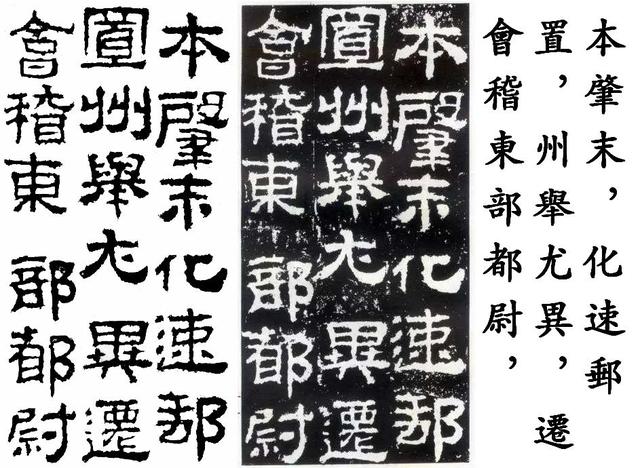 本肇末，化速郵
置，州舉尤異，遷
會稽東部都尉，
本肇末化速郵
置州舉尤異遷
會稽東部都尉
本肇末化速郵
置州舉尤異遷
會稽東部都尉